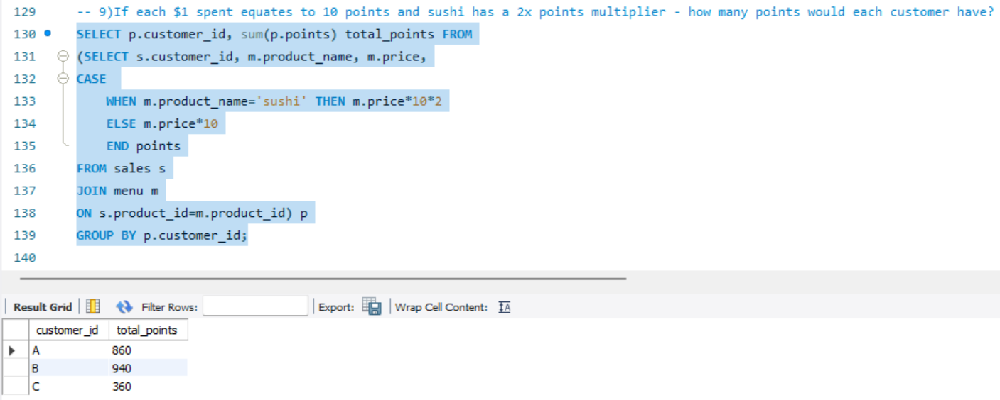 129 -- 9)If each $1 spent equates to 10 points and sushi has a 2x points multiplier - how many points would each customer have?
130 SELECT p.customer_id, sum(p.points) total_points FROM
131 (SELECT s.customer_id, m.product_name, m.price,
132 CASE
133 WHEN m.product_name='sushi' THEN m.price*10*2
134 ELSE m.price*10
135 END points
136 FROM sales s
137 JOIN menu m
138 ON s.product_id=m.product_id) p
139 GROUP BY p.customer_id;
140
Result Grid Filter Rows: Export: Wrap Cell Content: IA
customer_id total_points
A 860
B 940
C 360